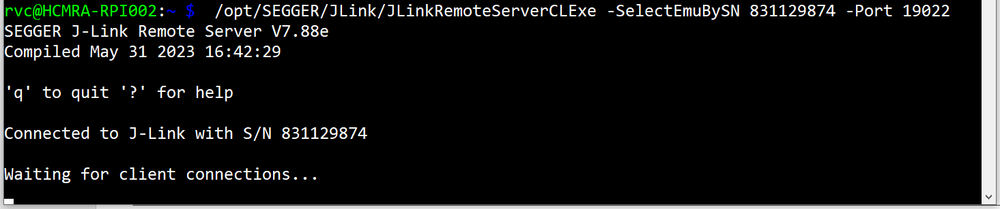 rvc@HCMRA-RPI002:~ $  /opt/SEGGER/JLink/JLinkRemoteServerCLExe -SelectEmuBySN 831129874 -Port 19022
SEGGER J-Link Remote Server V7.88e
Compiled May 31 2023 16:42:29
'q' to quit '?' for help
Connected to J-Link with S/N 831129874
Waiting for client connections...